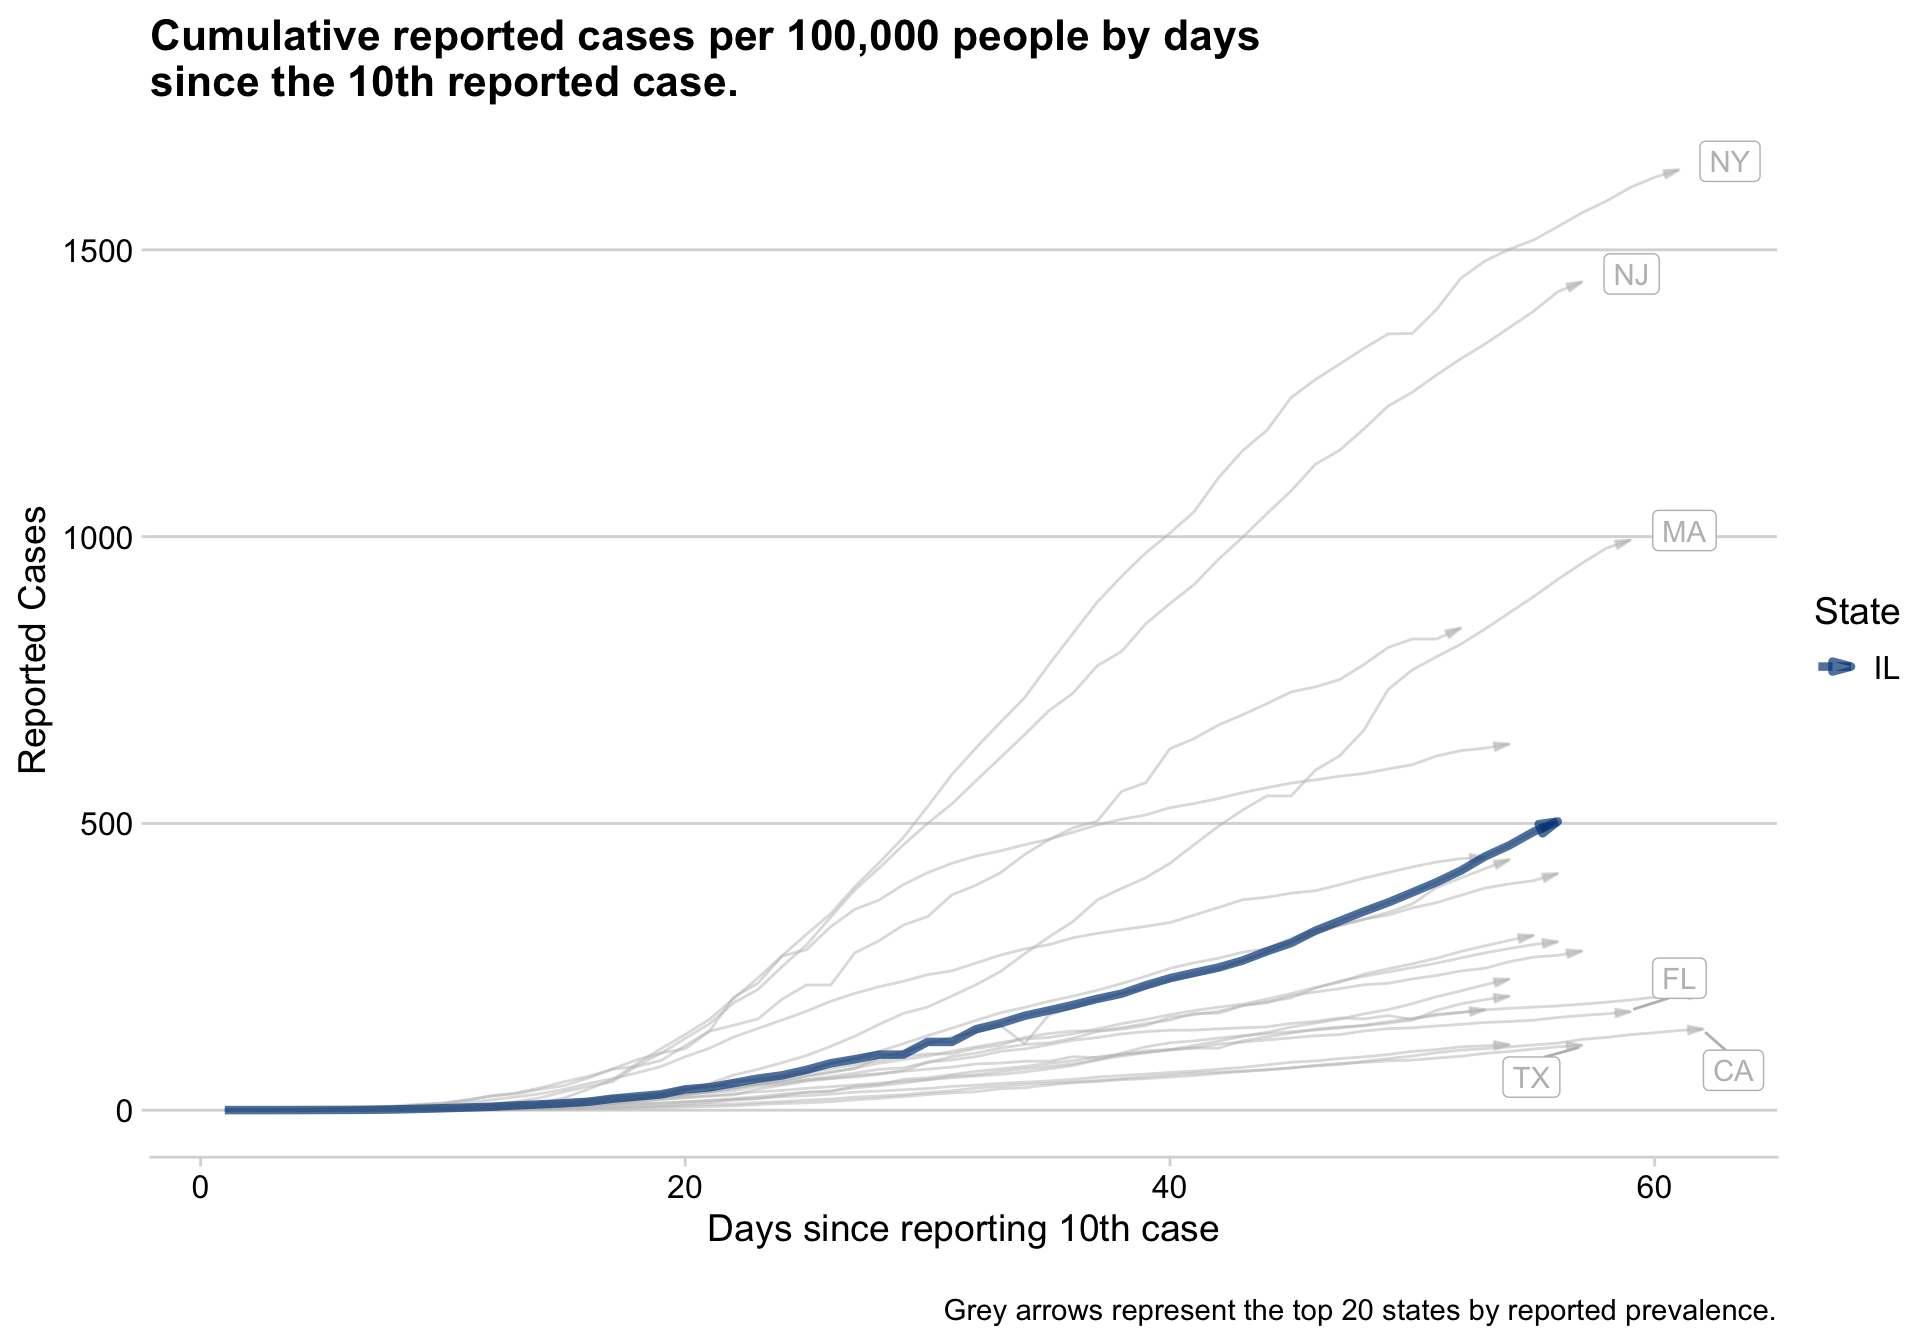 Cumulative reported cases per 100,000 people by days
since the 10th reported case.
NY
1500
NJ
Reported Cases
1000
MA
State
IL
500
FL
TX
CA
0
0
20
40
60
Days since reporting 10th case
Grey arrows represent the top 20 states by reported prevalence.